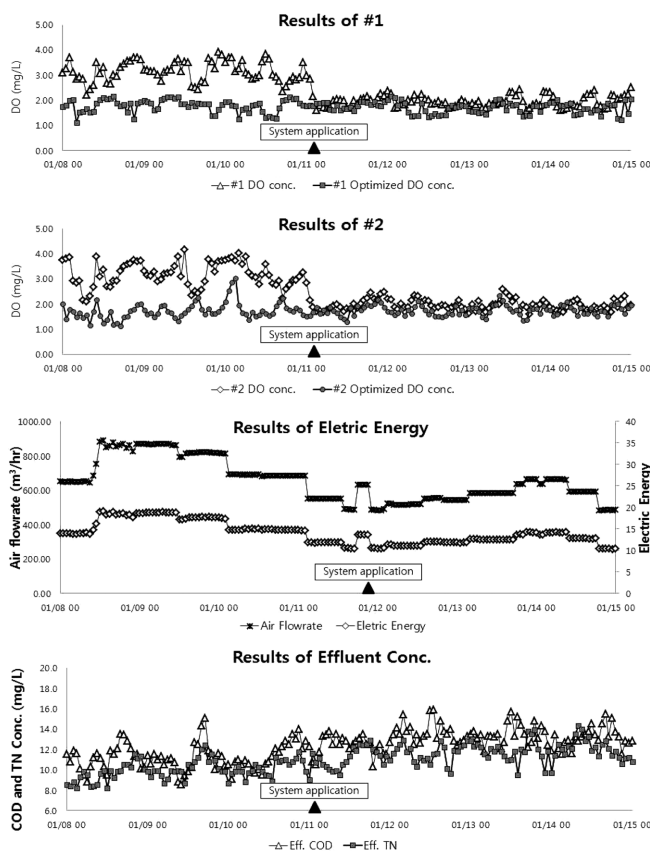 Results of #1
DO (mg/L)
5.00
4.00
3.00
2.00
1.00
0.00
System application
01/08 00 01/09 00 01/10 00 01/11 00 01/12 00 01/13 00 01/14 00 01/15 00
#1 DO conc. #1 Optimized DO conc.
Results of #2
DO (mg/L)
5.00
4.00
3.00
2.00
1.00
0.00
System application
01/08 00 01/09 00 01/10 00 01/11 00 01/12 00 01/13 00 01/14 00 01/15 00
#2 DO conc. #2 Optimized DO conc.
Results of Eletric Energy
Air flowrate (m³/hr)
1000.00
800.00
600.00
400.00
200.00
0.00
40
35
30
25
20
15
10
5
0
Eletric Energy
System application
01/08 00 01/09 00 01/10 00 01/11 00 01/12 00 01/13 00 01/14 00 01/15 00
Air Flowrate Eletric Energy
Results of Effluent Conc.
COD and TN Conc. (mg/L)
20.0
18.0
16.0
14.0
12.0
10.0
8.0
6.0
System application
01/08 00 01/09 00 01/10 00 01/11 00 01/12 00 01/13 00 01/14 00 01/15 00
Eff. COD Eff. TN